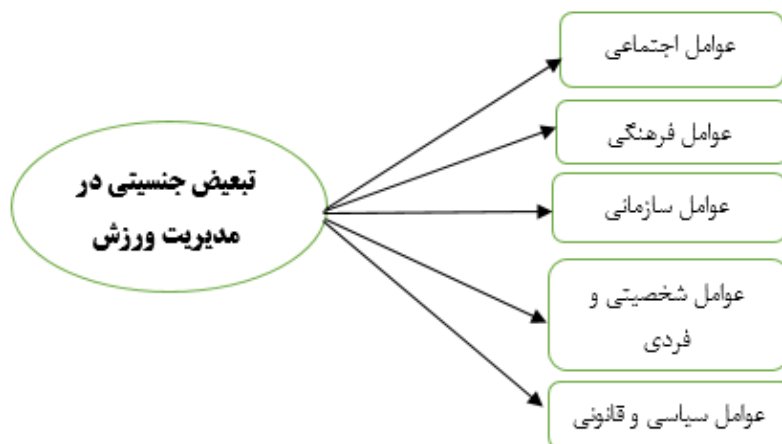 عوامل اجتماعی
عوامل فرهنگی
تبعیض جنسیتی در
مدیریت ورزش
عوامل سازمانی
عوامل شخصیتی و
فردی
عوامل سیاسی و قانونی